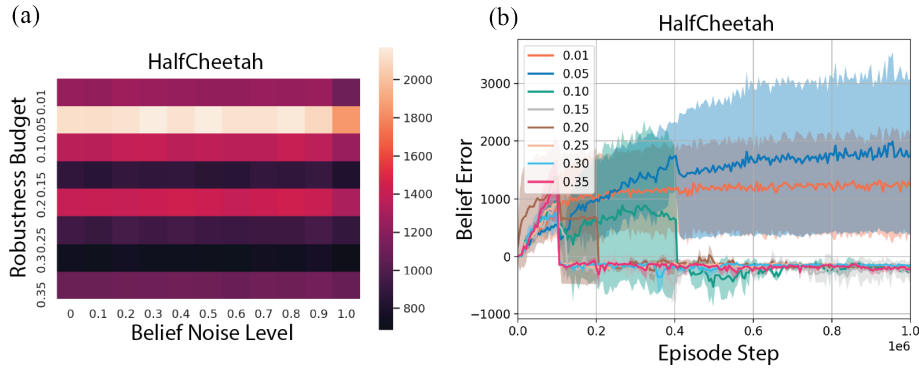 (a)
HalfCheetah
Robustness Budget
0.01
0.05
0.1
0.15
0.2
0.25
0.3
0.35
0 0.1 0.2 0.3 0.4 0.5 0.6 0.7 0.8 0.9 1.0
Belief Noise Level
2000
1800
1600
1400
1200
1000
800
(b)
HalfCheetah
Belief Error
3000
2000
1000
0
−1000
0.01
0.05
0.10
0.15
0.20
0.25
0.30
0.35
0.0 0.2 0.4 0.6 0.8 1.0
1e6
Episode Step